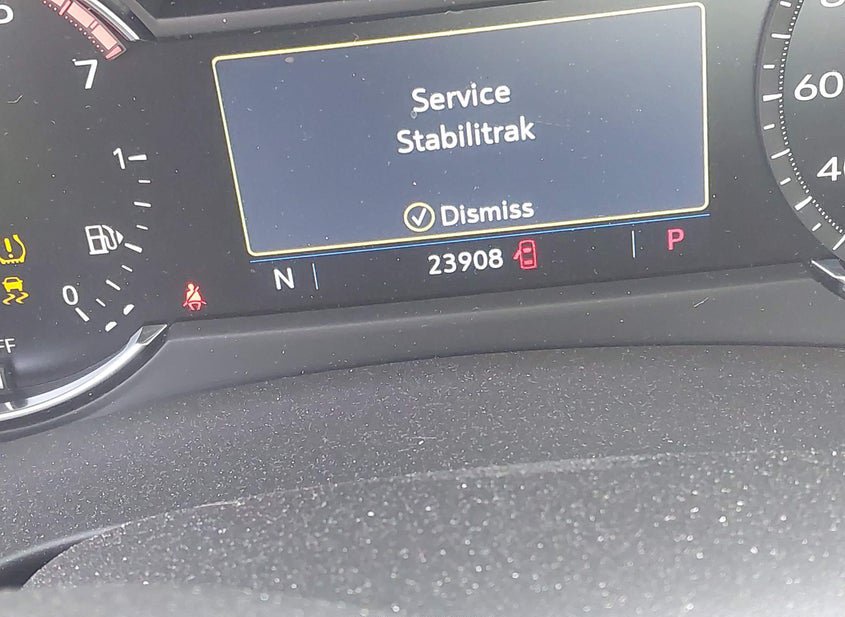 7
Service
60
Stabilitrak
1
Dismiss
N
23908
P
0